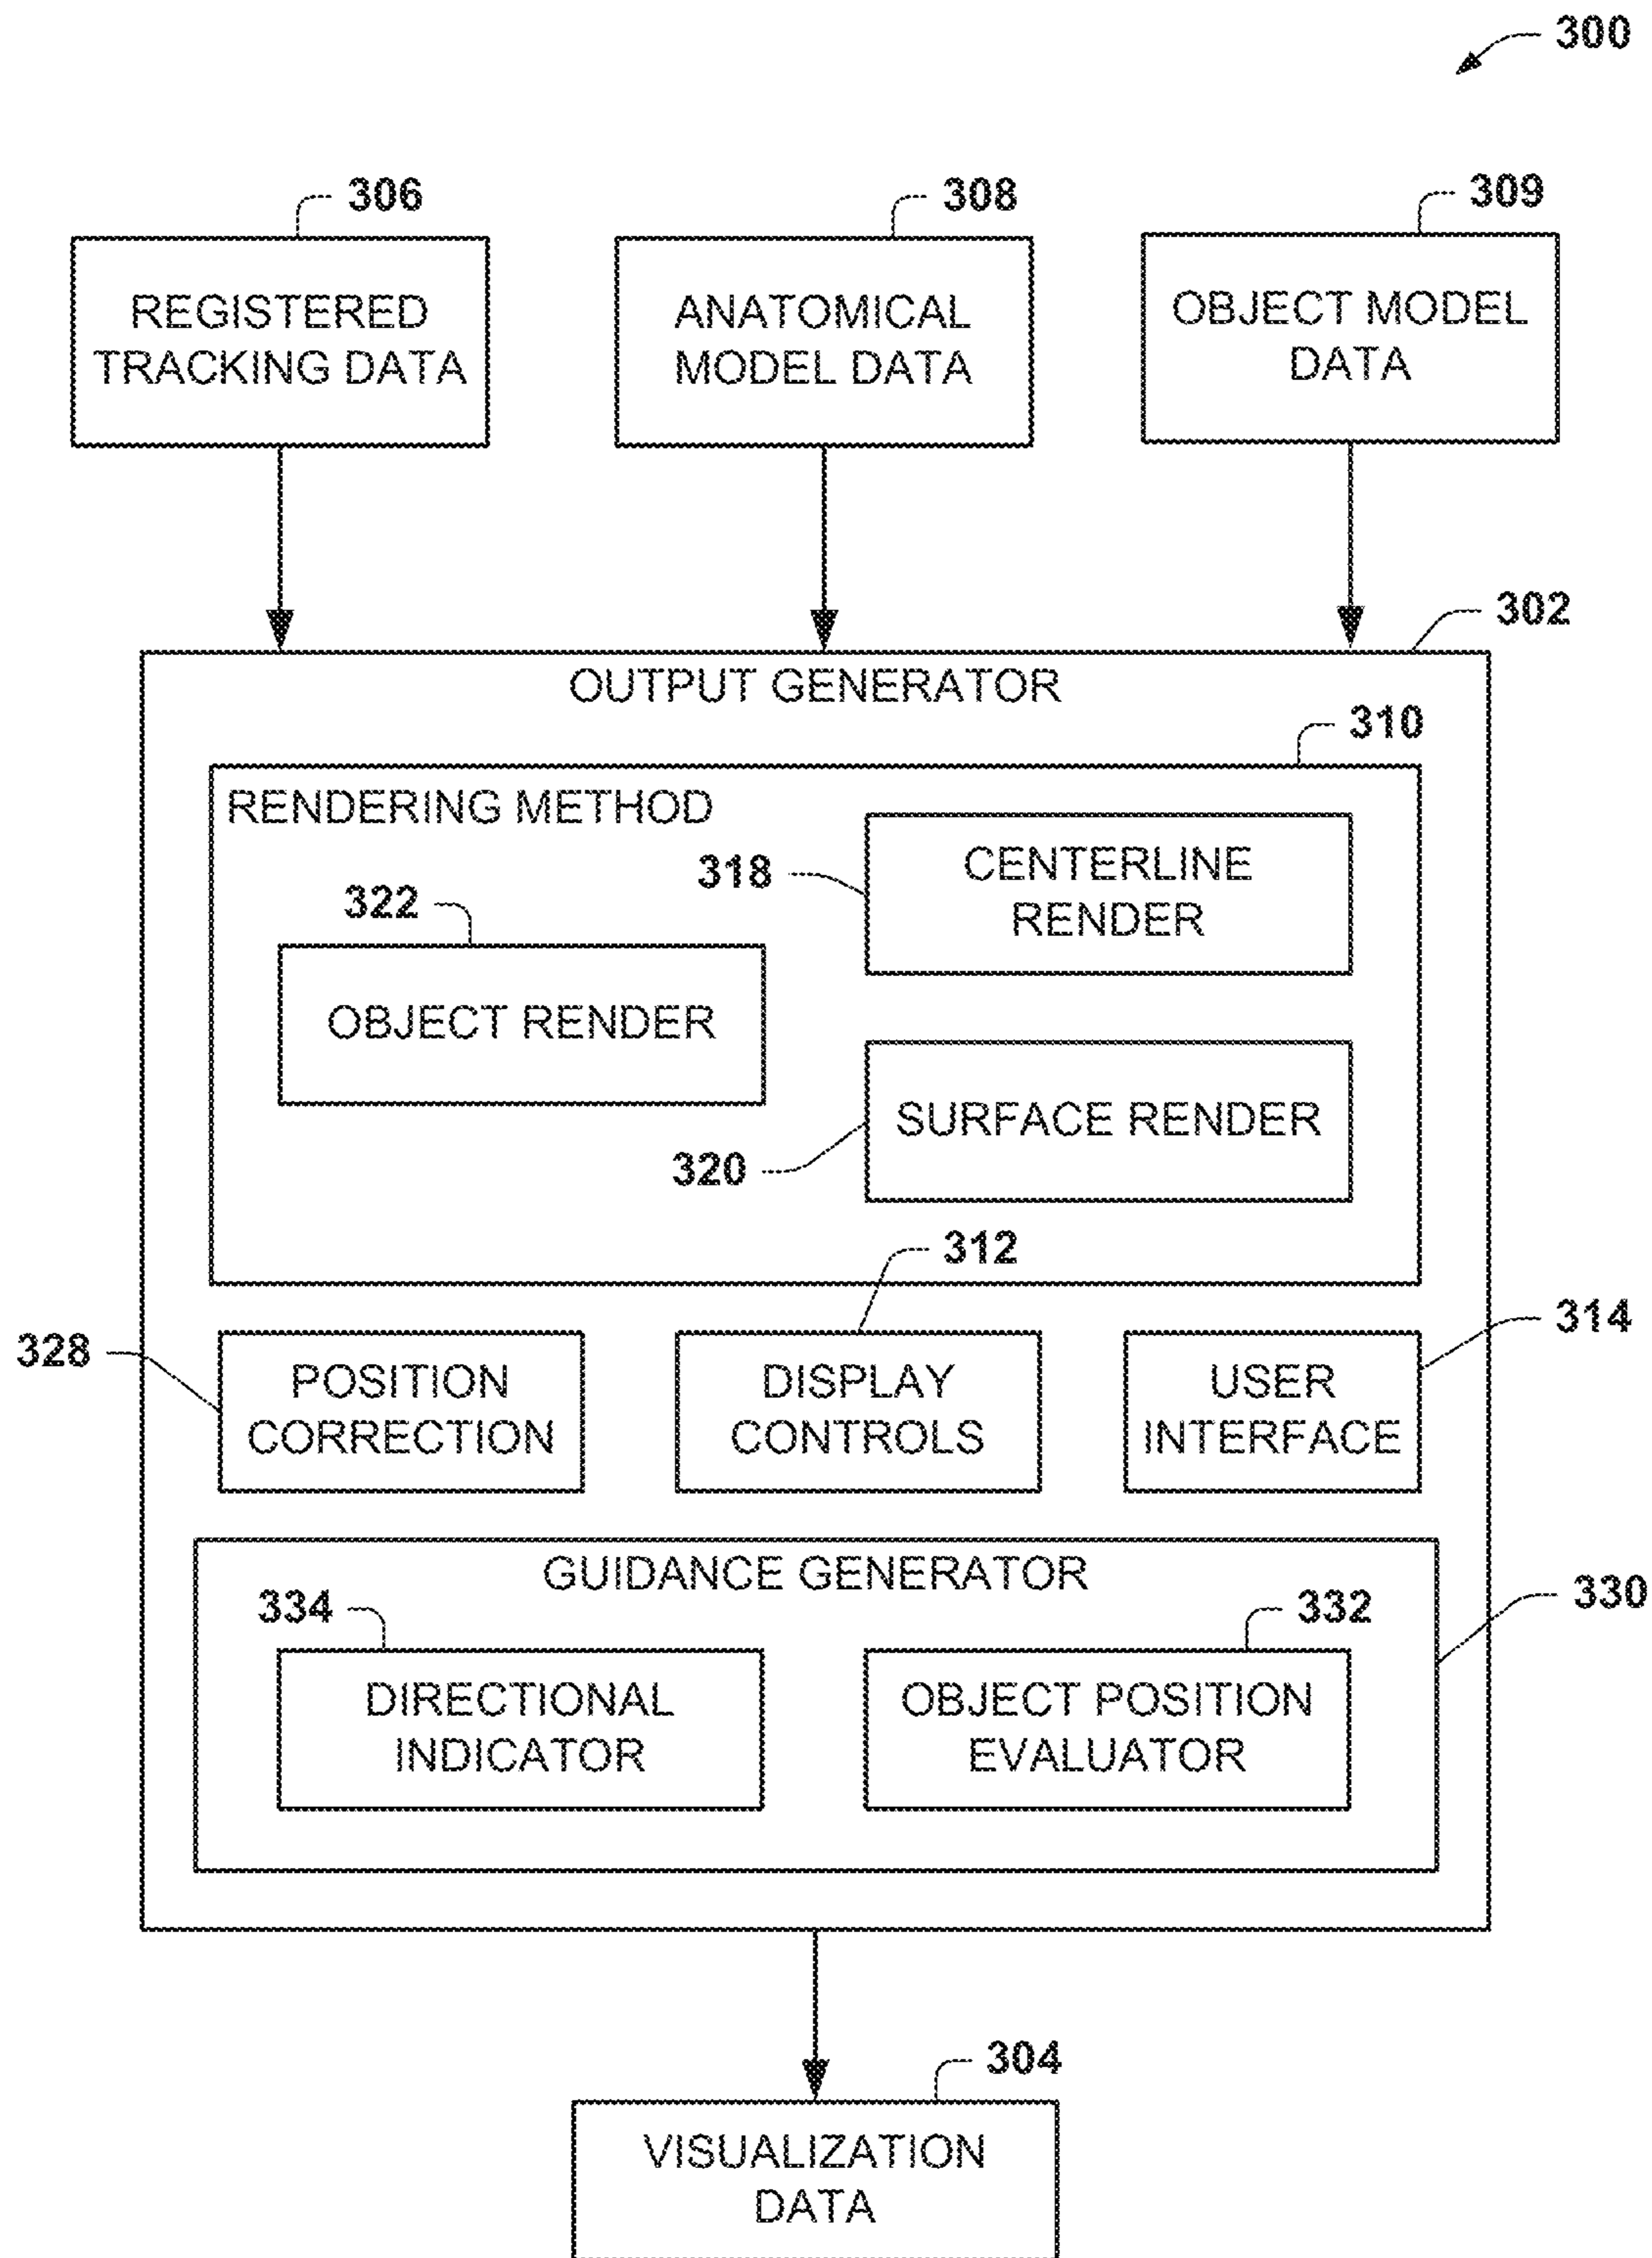 300
306
308
309
REGISTERED
TRACKING DATA
ANATOMICAL
MODEL DATA
OBJECT MODEL
DATA
302
OUTPUT GENERATOR
310
RENDERING METHOD
318
CENTERLINE
RENDER
322
OBJECT RENDER
SURFACE RENDER
320
312
314
328
POSITION
CORRECTION
DISPLAY
CONTROLS
USER
INTERFACE
GUIDANCE GENERATOR
330
334
332
DIRECTIONAL
INDICATOR
OBJECT POSITION
EVALUATOR
304
VISUALIZATION
DATA